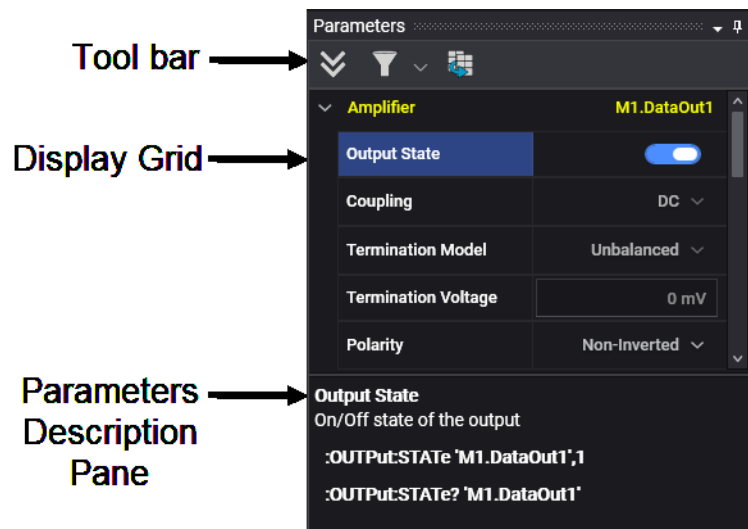 Parameters
Tool bar
Amplifier M1.DataOut1
Display Grid
Output State
Coupling DC
Termination Model Unbalanced
Termination Voltage 0 mV
Polarity Non-Inverted
Parameters
Description
Pane
Output State
On/Off state of the output
:OUTPut:STATe 'M1.DataOut1',1
:OUTPut:STATe? 'M1.DataOut1'